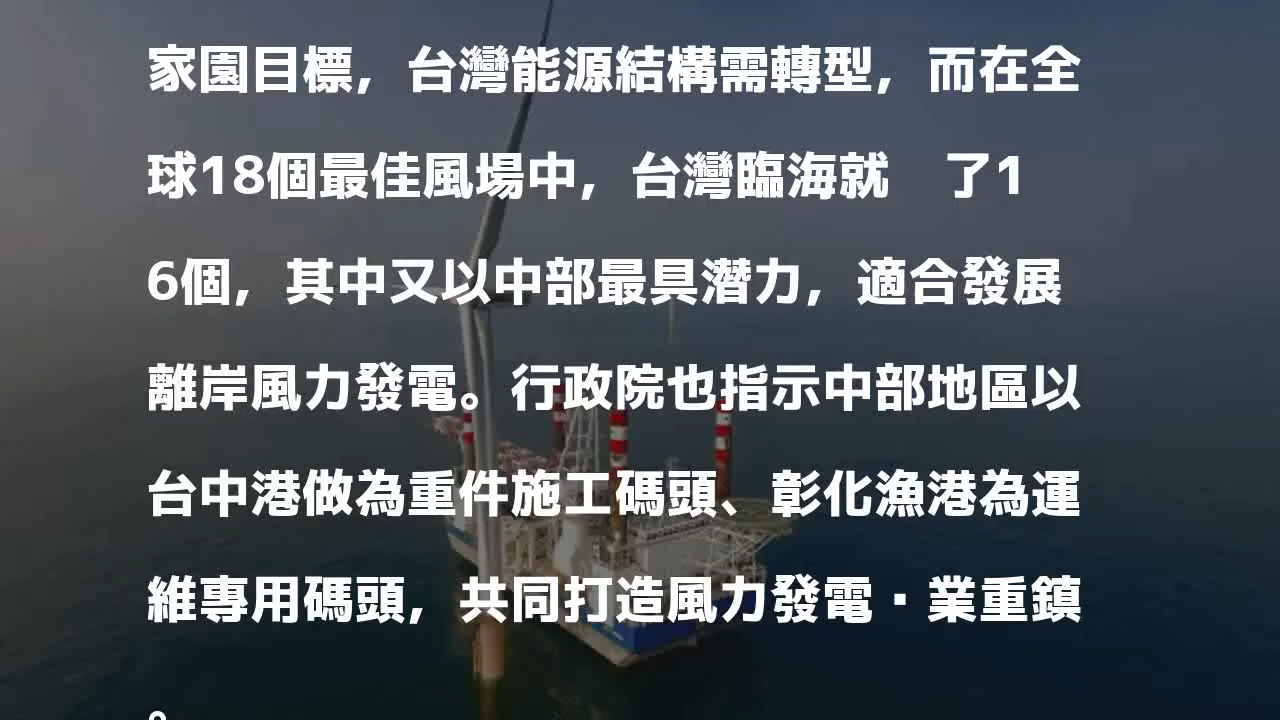 家園目標，台灣能源結構需轉型，而在全
球18個最佳風場中，台灣臨海就　了1
6個，其中又以中部最具潛力，適合發展
離岸風力發電。行政院也指示中部地區以
台中港做為重件施工碼頭、彰化漁港為運
維專用碼頭，共同打造風力發電▪業重鎮
。